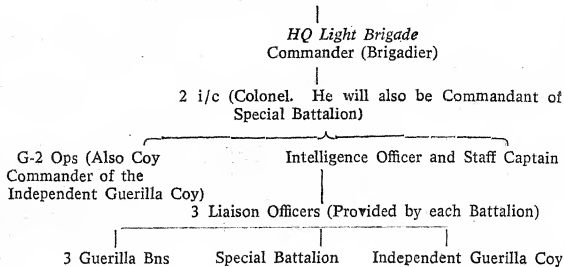 HQ Light Brigade
Commander (Brigadier)
2 i/c (Colonel. He will also be Commandant of
Special Battalion)
G-2 Ops (Also Coy
Commander of the
Independent Guerilla Coy)
Intelligence Officer and Staff Captain
3 Liaison Officers (Provided by each Battalion)
3 Guerilla Bns Special Battalion Independent Guerilla Coy